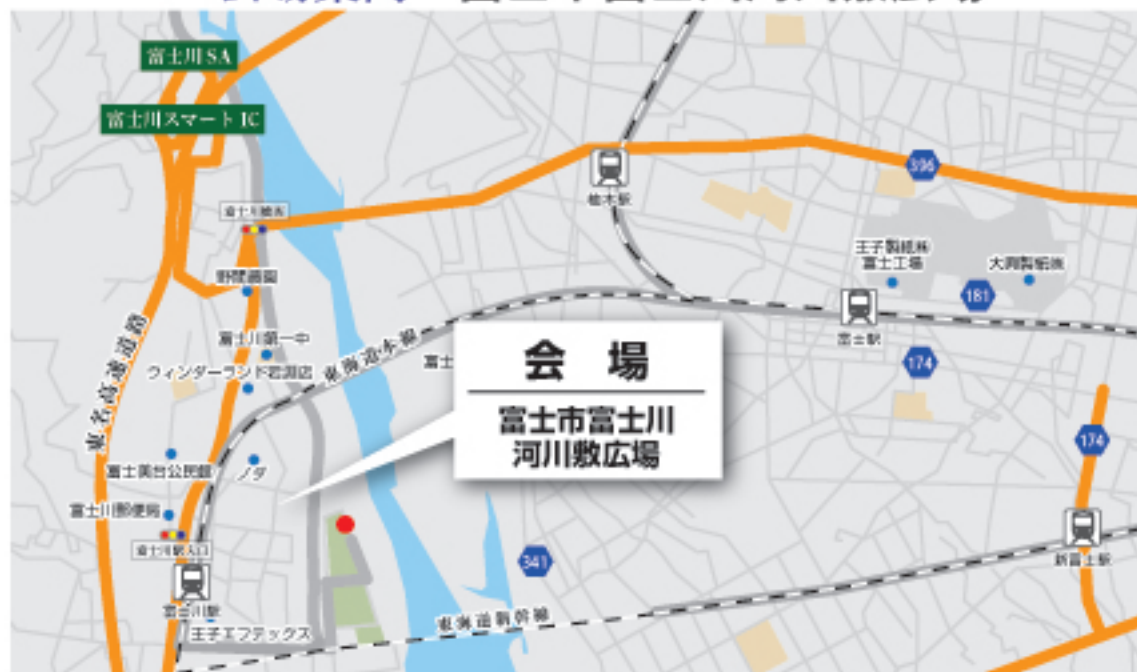 富士川SA
富士川スマートIC
富士川橋西
柚木駅
396
王子製紙㈱
富士工場
大興製紙㈱
181
野間農園
富士駅
富士川第一中
東海道本線
富士
174
ウィンダーランド岩淵店
東名高速道路
会 場
富士市富士川
河川敷広場
174
富士美台公民館
ノダ
富士川郵便局
富士川駅入口
341
新富士駅
富士川駅
王子エフテックス
東海道新幹線